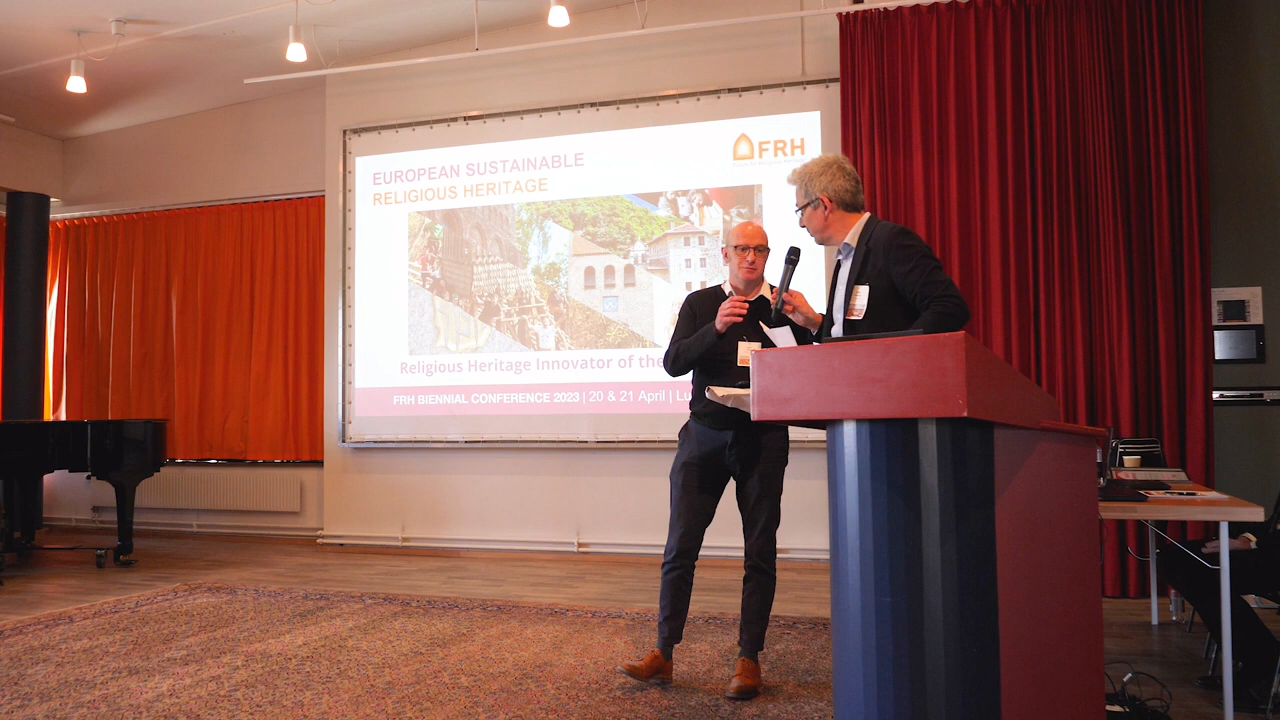 EUROPEAN SUSTAINABLE
RELIGIOUS HERITAGE
FRH
Religious Heritage Innovator of the
FRH BIENNIAL CONFERENCE 2023 | 20 & 21 April | Lu